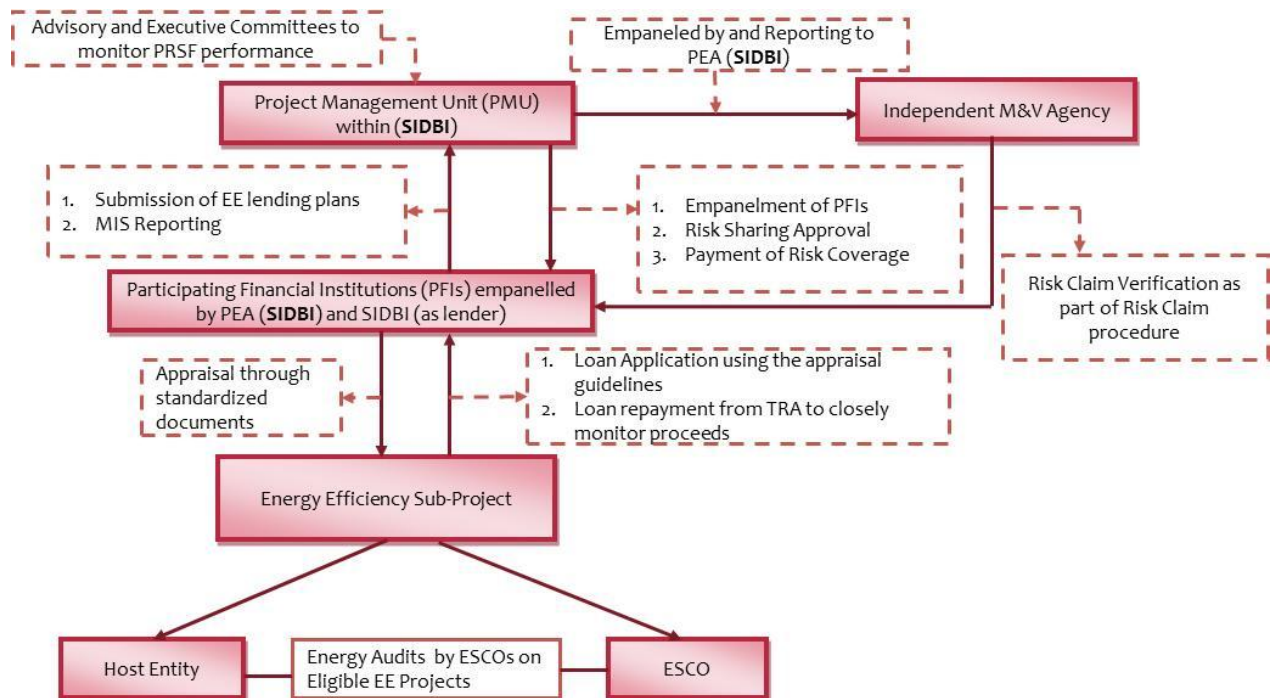 Advisory and Executive Committees to
monitor PRSF performance
Empaneled by and Reporting to
PEA (SIDBI)
Project Management Unit (PMU)
within (SIDBI)
Independent M&V Agency
1. Submission of EE lending plans
2. MIS Reporting
1. Empanelment of PFIs
2. Risk Sharing Approval
3. Payment of Risk Coverage
Risk Claim Verification as
part of Risk Claim
procedure
Participating Financial Institutions (PFIs) empanelled
by PEA (SIDBI) and SIDBI (as lender)
Appraisal through
standardized
documents
1. Loan Application using the appraisal
guidelines
2. Loan repayment from TRA to closely
monitor proceeds
Energy Efficiency Sub-Project
Host Entity
Energy Audits by ESCOs on
Eligible EE Projects
ESCO